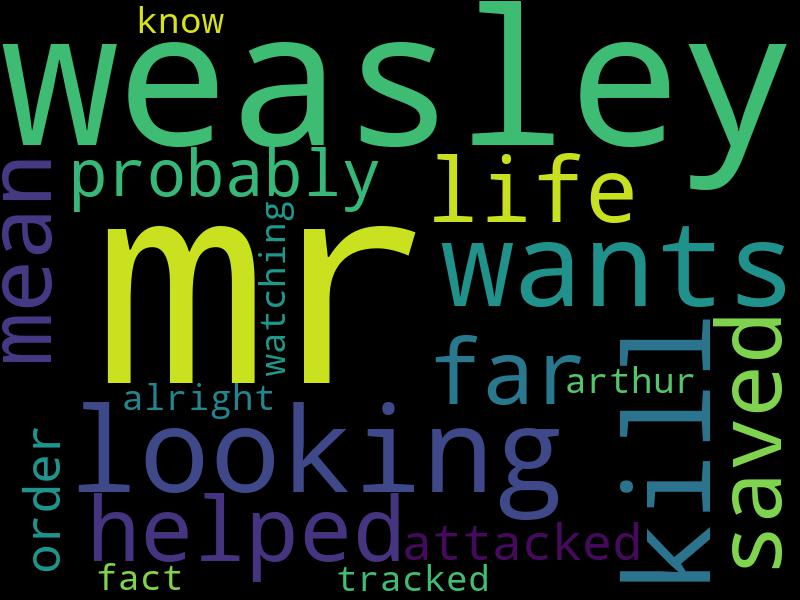 know
weasley
mean
probably
life
mr
watching
wants
far
kill
saved
alright
arthur
looking
order
helped
attacked
fact
tracked